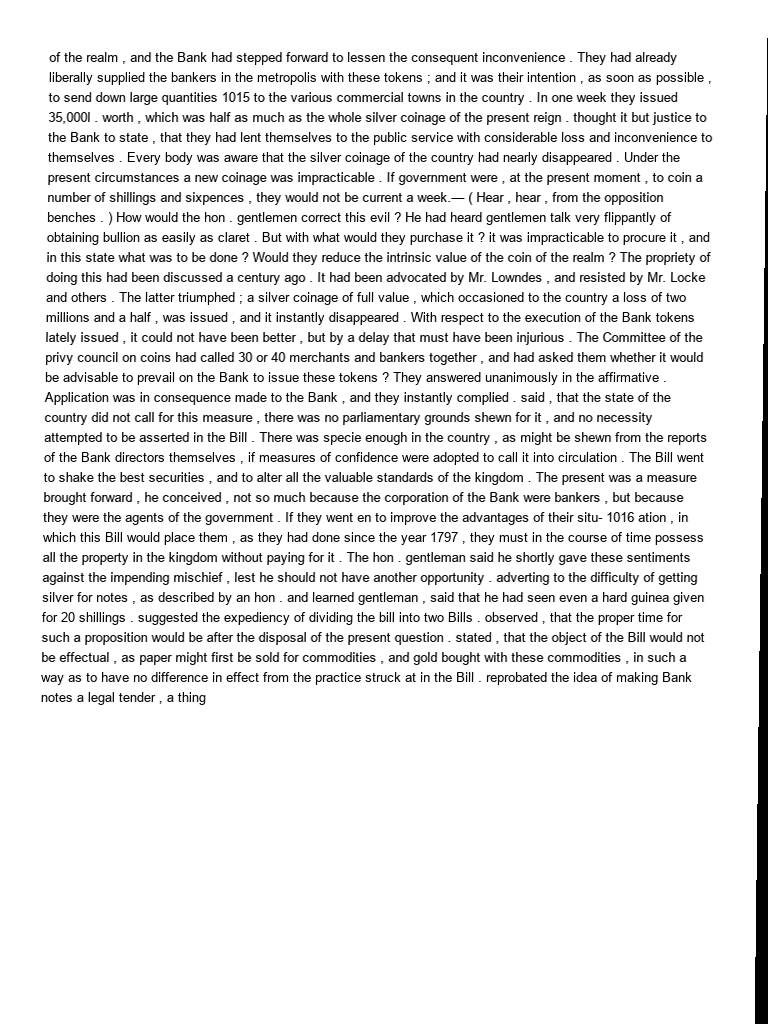 of the realm , and the Bank had stepped forward to lessen the consequent inconvenience . They had already
liberally supplied the bankers in the metropolis with these tokens ; and it was their intention , as soon as possible ,
to send down large quantities 1015 to the various commercial towns in the country . In one week they issued
35,000l . worth , which was half as much as the whole silver coinage of the present reign . thought it but justice to
the Bank to state , that they had lent themselves to the public service with considerable loss and inconvenience to
themselves . Every body was aware that the silver coinage of the country had nearly disappeared . Under the
present circumstances a new coinage was impracticable . If government were , at the present moment , to coin a
number of shillings and sixpences , they would not be current a week.— ( Hear , hear , from the opposition
benches . ) How would the hon . gentlemen correct this evil ? He had heard gentlemen talk very flippantly of
obtaining bullion as easily as claret . But with what would they purchase it ? it was impracticable to procure it , and
in this state what was to be done ? Would they reduce the intrinsic value of the coin of the realm ? The propriety of
doing this had been discussed a century ago . It had been advocated by Mr. Lowndes , and resisted by Mr. Locke
and others . The latter triumphed ; a silver coinage of full value , which occasioned to the country a loss of two
millions and a half , was issued , and it instantly disappeared . With respect to the execution of the Bank tokens
lately issued , it could not have been better , but by a delay that must have been injurious . The Committee of the
privy council on coins had called 30 or 40 merchants and bankers together , and had asked them whether it would
be advisable to prevail on the Bank to issue these tokens ? They answered unanimously in the affirmative .
Application was in consequence made to the Bank , and they instantly complied . said , that the state of the
country did not call for this measure , there was no parliamentary grounds shewn for it , and no necessity
attempted to be asserted in the Bill . There was specie enough in the country , as might be shewn from the reports
of the Bank directors themselves , if measures of confidence were adopted to call it into circulation . The Bill went
to shake the best securities , and to alter all the valuable standards of the kingdom . The present was a measure
brought forward , he conceived , not so much because the corporation of the Bank were bankers , but because
they were the agents of the government . If they went en to improve the advantages of their situ- 1016 ation , in
which this Bill would place them , as they had done since the year 1797 , they must in the course of time possess
all the property in the kingdom without paying for it . The hon . gentleman said he shortly gave these sentiments
against the impending mischief , lest he should not have another opportunity . adverting to the difficulty of getting
silver for notes , as described by an hon . and learned gentleman , said that he had seen even a hard guinea given
for 20 shillings . suggested the expediency of dividing the bill into two Bills . observed , that the proper time for
such a proposition would be after the disposal of the present question . stated , that the object of the Bill would not
be effectual , as paper might first be sold for commodities , and gold bought with these commodities , in such a
way as to have no difference in effect from the practice struck at in the Bill . reprobated the idea of making Bank
notes a legal tender , a thing